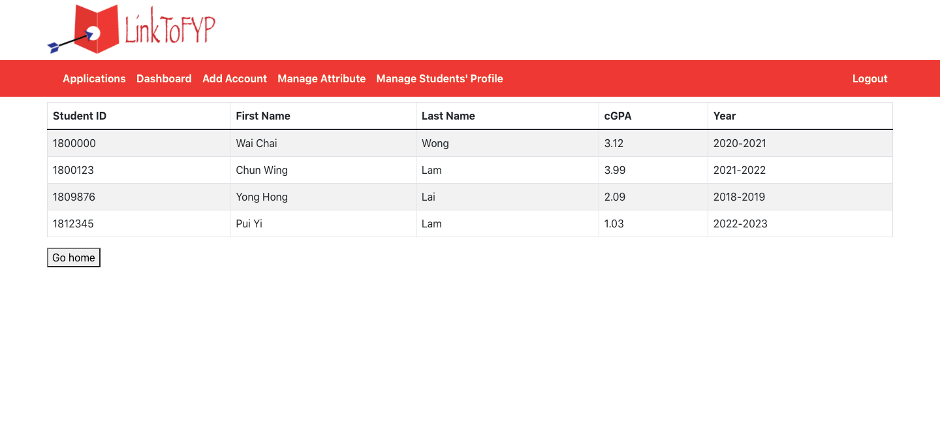 LinkToFYP
Applications Dashboard Add Account Manage Attribute Manage Students' Profile Logout
Student ID First Name Last Name cGPA Year
1800000 Wai Chai Wong 3.12 2020-2021
1800123 Chun Wing Lam 3.99 2021-2022
1809876 Yong Hong Lai 2.09 2018-2019
1812345 Pui Yi Lam 1.03 2022-2023
Go home